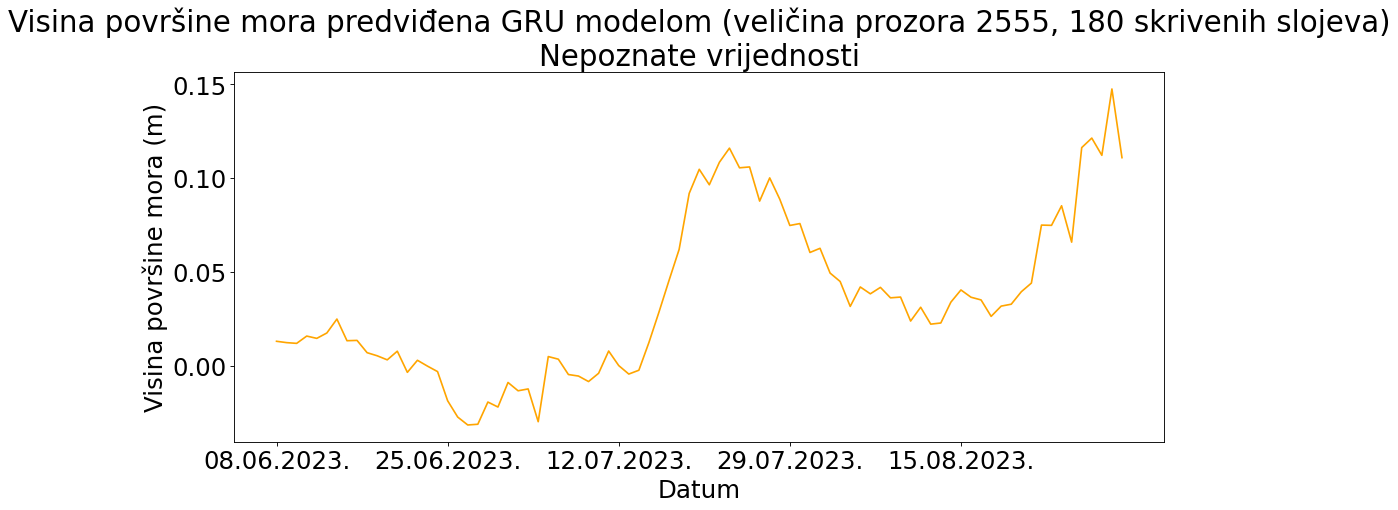 Visina površine mora predviđena GRU modelom (veličina prozora 2555, 180 skrivenih slojeva)
Nepoznate vrijednosti
Visina površine mora (m)
0.15
0.10
0.05
0.00
08.06.2023. 25.06.2023. 12.07.2023. 29.07.2023. 15.08.2023.
Datum